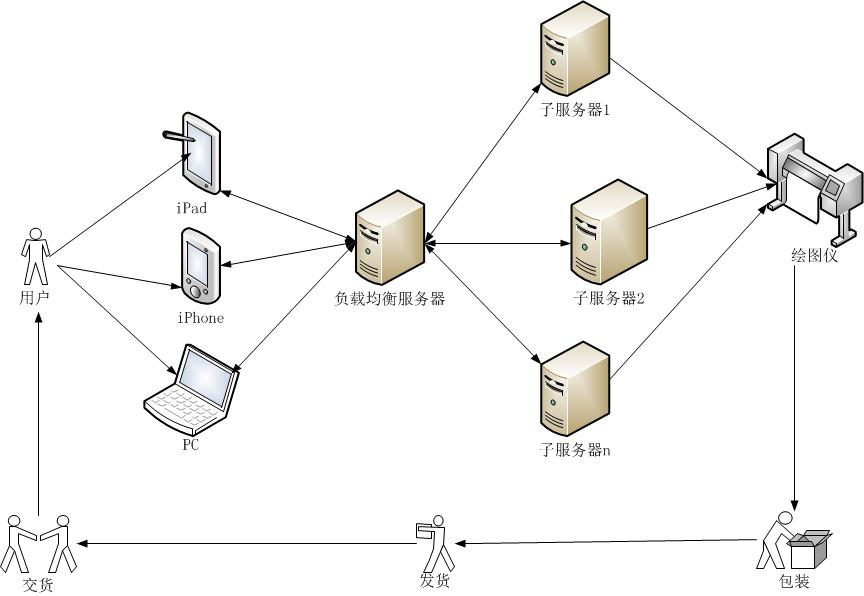 子服务器1
iPad
绘图仪
用户
iPhone
负载均衡服务器
子服务器2
PC
子服务器n
交货
发货
包装